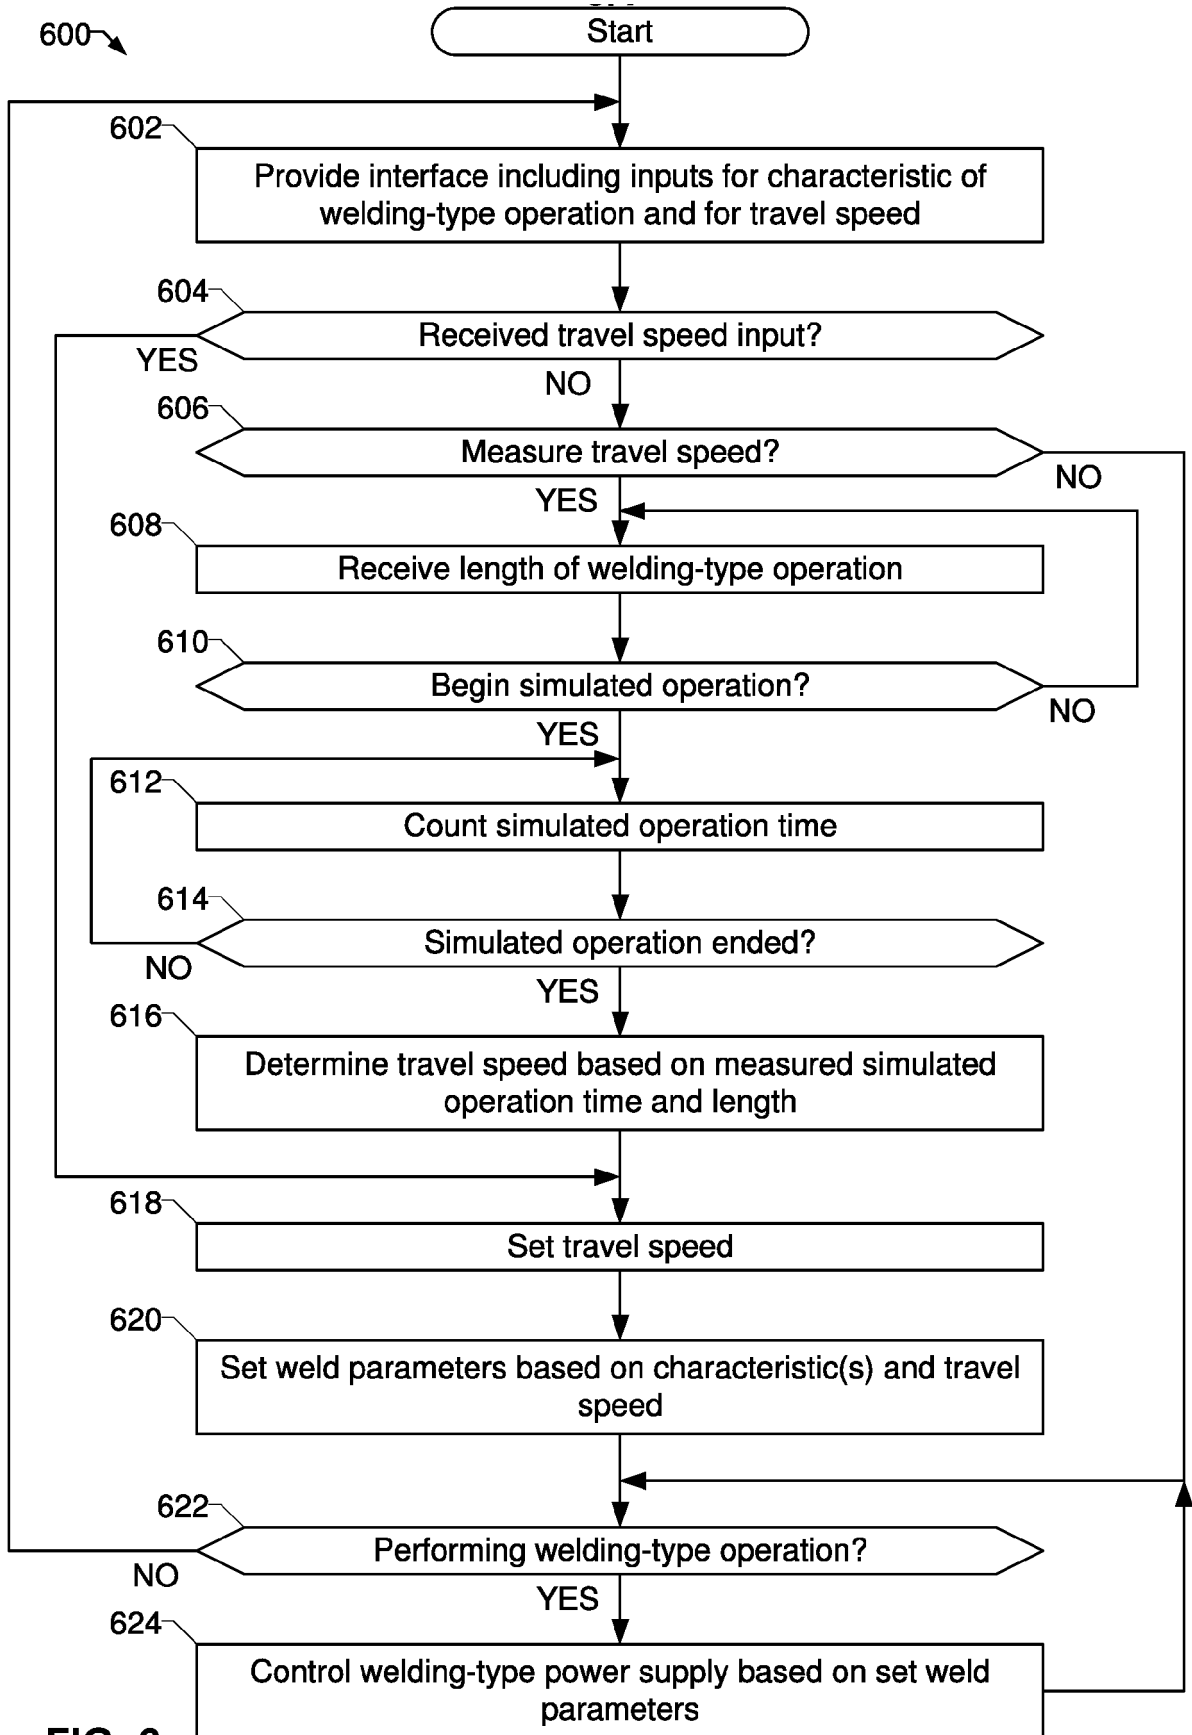 600
Start
602
Provide interface including inputs for characteristic of
welding-type operation and for travel speed
604
Received travel speed input?
YES
NO
606
Measure travel speed?
NO
YES
608
Receive length of welding-type operation
610
Begin simulated operation?
NO
YES
612
Count simulated operation time
614
Simulated operation ended?
NO
YES
616
Determine travel speed based on measured simulated
operation time and length
618
Set travel speed
620
Set weld parameters based on characteristic(s) and travel
speed
622
Performing welding-type operation?
NO
YES
624
Control welding-type power supply based on set weld
parameters